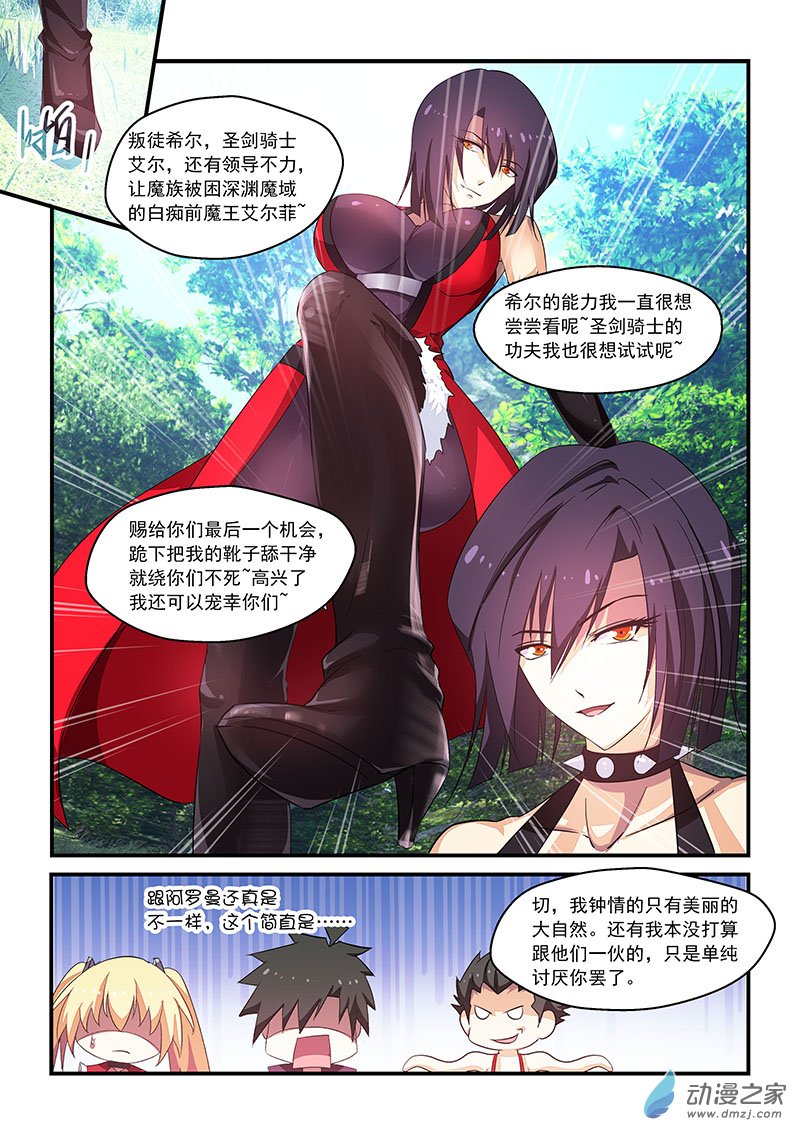 啪
叛徒希尔，圣剑骑士
艾尔，还有领导不力，
让魔族被困深渊魔域
的白痴前魔王艾尔菲~
希尔的能力我一直很想
尝尝看呢~圣剑骑士的
功夫我也很想试试呢~
赐给你们最后一个机会，
跪下把我的靴子舔干净
就绕你们不死~高兴了
我还可以宠幸你们~
跟阿罗曼还真是
不一样，这个简直是……
切，我钟情的只有美丽的
大自然。还有我本没打算
跟他们一伙的，只是单纯
讨厌你罢了。
动漫之家
www.dmzj.com